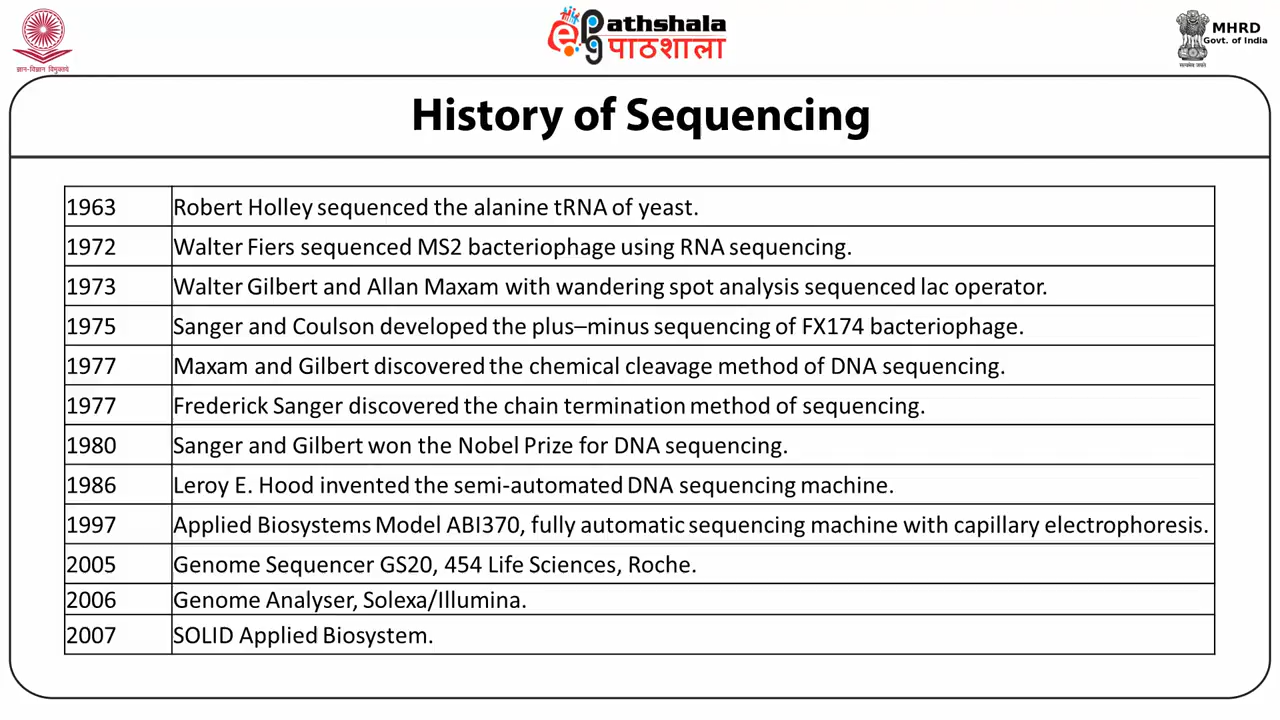 ज्ञान-विज्ञान विमुक्तये
ePathshala
पाठशाला
MHRD
Govt. of India
सत्यमेव जयते
History of Sequencing
1963 Robert Holley sequenced the alanine tRNA of yeast.
1972 Walter Fiers sequenced MS2 bacteriophage using RNA sequencing.
1973 Walter Gilbert and Allan Maxam with wandering spot analysis sequenced lac operator.
1975 Sanger and Coulson developed the plus–minus sequencing of FX174 bacteriophage.
1977 Maxam and Gilbert discovered the chemical cleavage method of DNA sequencing.
1977 Frederick Sanger discovered the chain termination method of sequencing.
1980 Sanger and Gilbert won the Nobel Prize for DNA sequencing.
1986 Leroy E. Hood invented the semi-automated DNA sequencing machine.
1997 Applied Biosystems Model ABI370, fully automatic sequencing machine with capillary electrophoresis.
2005 Genome Sequencer GS20, 454 Life Sciences, Roche.
2006 Genome Analyser, Solexa/Illumina.
2007 SOLID Applied Biosystem.